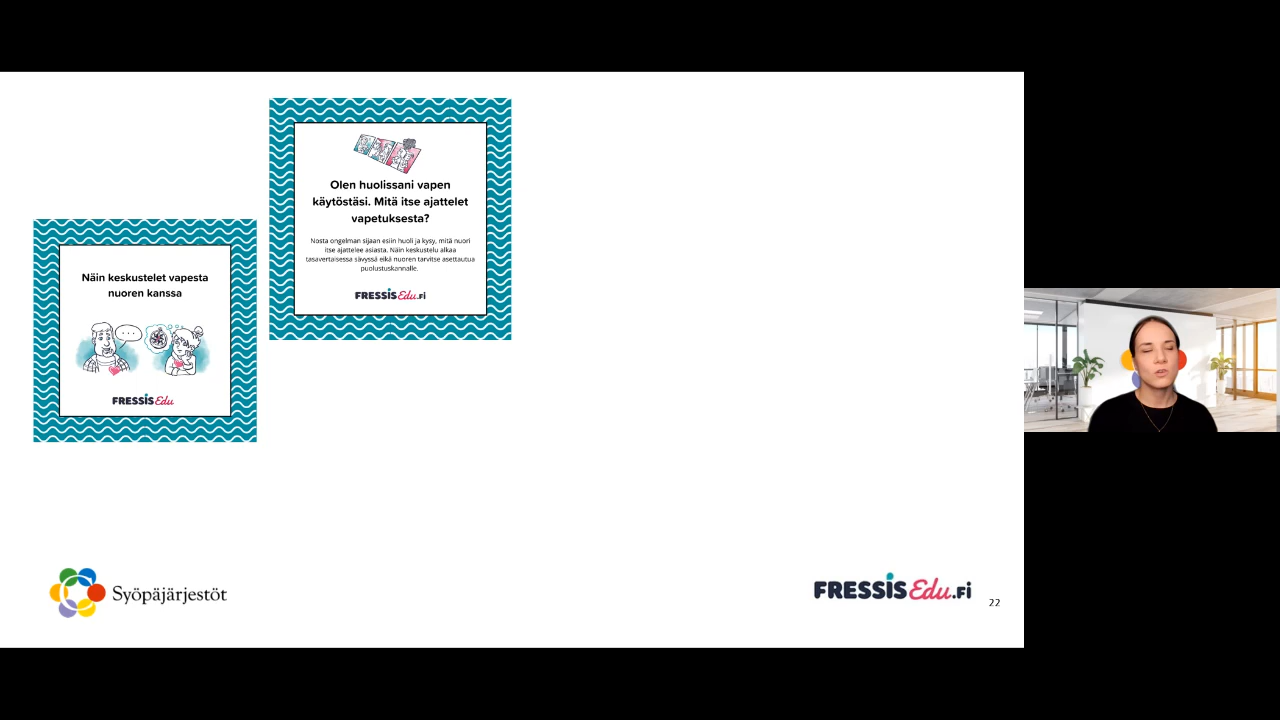 Näin keskustelet vapesta
nuoren kanssa
FRESSIS Edu
Olen huolissani vapen
käytöstäsi. Mitä itse ajattelet
vapetuksesta?
Nosta ongelman sijaan esiin huoli ja kysy, mitä nuori
itse ajattelee asiasta. Näin keskustelu alkaa
tasavertaisessa sävyssä eikä nuoren tarvitse asettautua
puolustuskannalle.
FRESSIS Edu.Fi
Syöpäjärjestöt
FRESSIS Edu.Fi
22